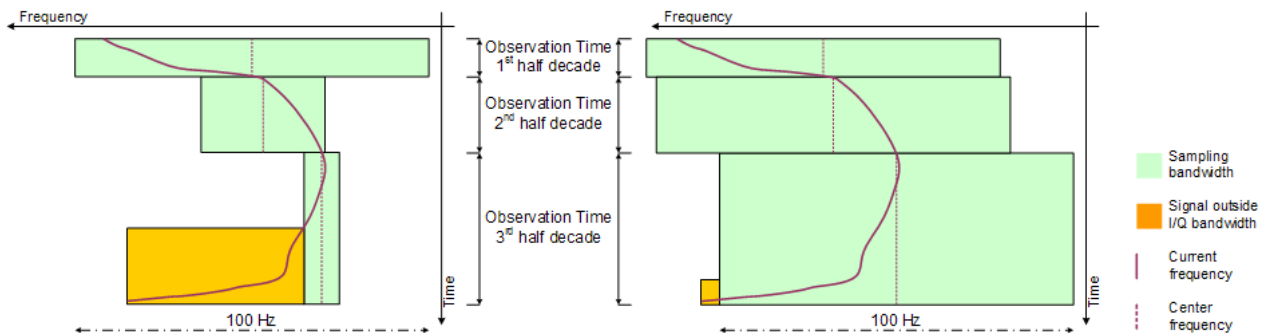 Frequency
Frequency
Observation Time
1st half decade
Observation Time
2nd half decade
Observation Time
3rd half decade
Time
Time
100 Hz
100 Hz
Sampling
bandwidth
Signal outside
I/Q bandwidth
Current
frequency
Center
frequency